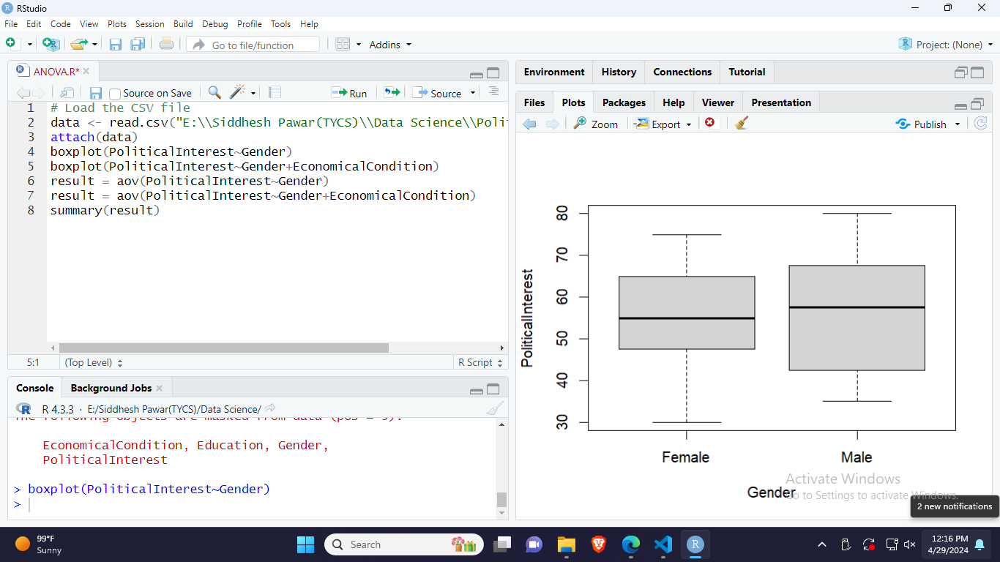 RStudio
File Edit Code View Plots Session Build Debug Profile Tools Help
Go to file/function Addins Project: (None)
ANOVA.R*
Source on Save Run Source
1 # Load the CSV file
2 data <- read.csv("E:\\Siddhesh Pawar(TYCS)\\Data Science\\Poli
3 attach(data)
4 boxplot(PoliticalInterest~Gender)
5 boxplot(PoliticalInterest~Gender+EconomicalCondition)
6 result = aov(PoliticalInterest~Gender)
7 result = aov(PoliticalInterest~Gender+EconomicalCondition)
8 summary(result)
5:1 (Top Level) R Script
Console Background Jobs
R 4.3.3 · E:/Siddhesh Pawar(TYCS)/Data Science/
The following objects are masked from data (pos =
EconomicalCondition, Education, Gender,
PoliticalInterest
> boxplot(PoliticalInterest~Gender)
>
Environment History Connections Tutorial
Files Plots Packages Help Viewer Presentation
Zoom Export Publish
80
70
60
50
40
30
PoliticalInterest
Female Male
Gender
Activate Windows
to Settings to activate Windows.
2 new notifications
99°F
Sunny
Search
12:16 PM
4/29/2024